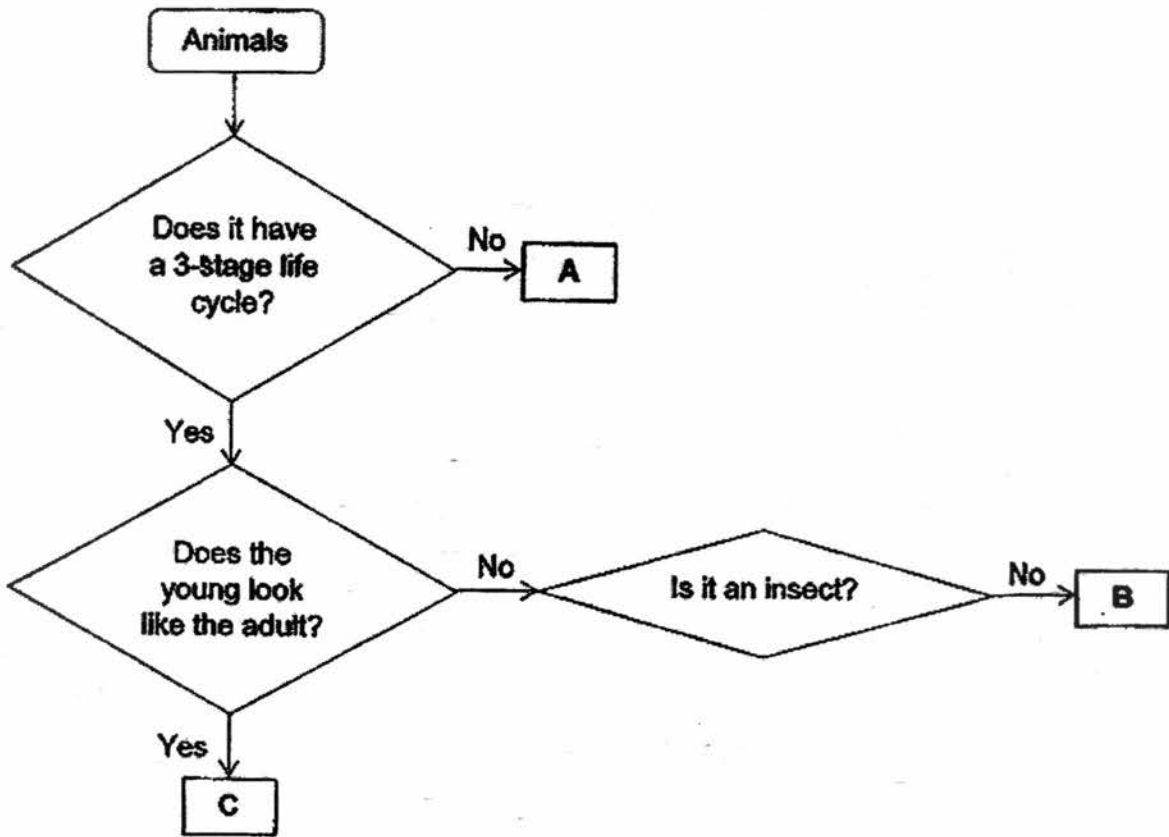 Animals
Does it have
a 3-stage life
cycle?
No
A
Yes
Does the
young look
like the adult?
No
Is it an insect?
No
B
Yes
C